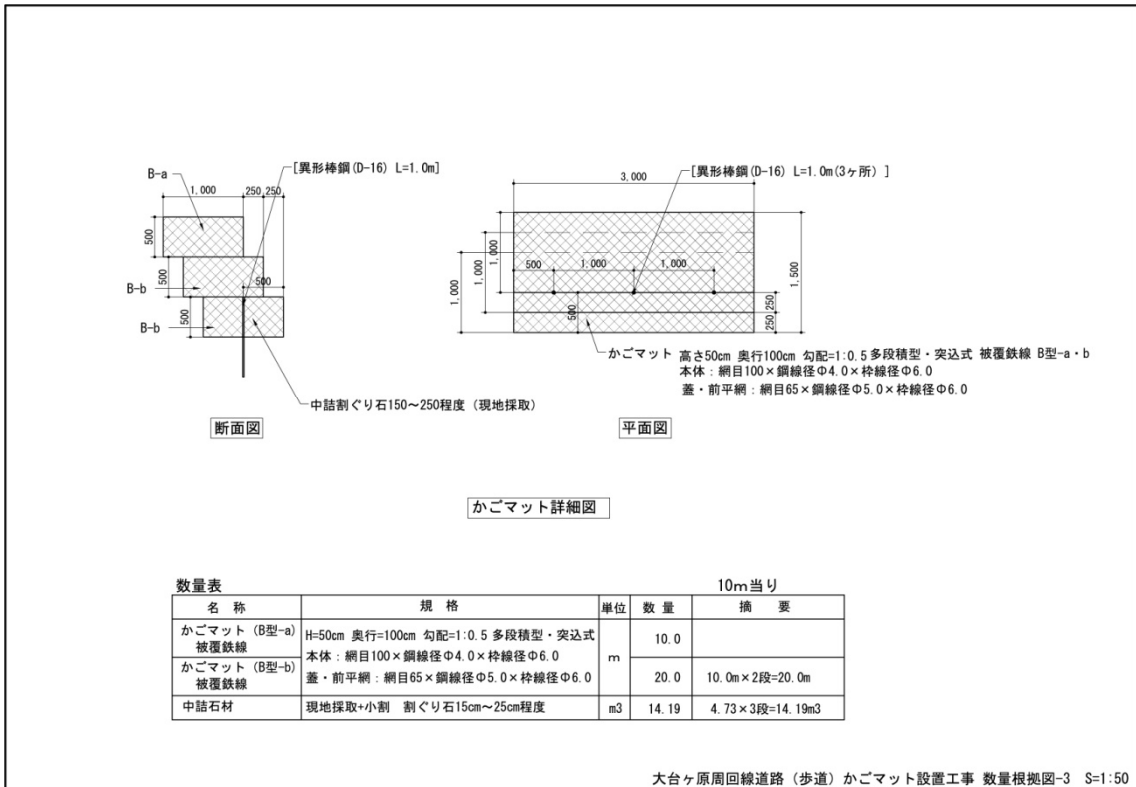 [異形棒鋼(D-16) L=1.0m]
B-a
1,000
250
250
500
500
500
B-b
500
B-b
中詰割ぐり石150～250程度（現地採取）
断面図
[異形棒鋼(D-16) L=1.0m(3ヶ所）]
3,000
1,000
1,000
1,000
500
1,000
1,000
1,500
250
250
500
かごマット 高さ50cm 奥行100cm 勾配=1:0.5 多段積型・突込式 被覆鉄線 B型-a・b
本体：網目100×鋼線径Φ4.0×枠線径Φ6.0
蓋・前平網：網目65×鋼線径Φ5.0×枠線径Φ6.0
平面図
かごマット詳細図
数量表 10m当り
名 称 規 格 単位 数 量 摘 要
かごマット（B型-a) 被覆鉄線 10.0
H=50cm 奥行=100cm 勾配=1:0.5 多段積型・突込式
本体：網目100×鋼線径Φ4.0×枠線径Φ6.0
蓋・前平網：網目65×鋼線径Φ5.0×枠線径Φ6.0
m
かごマット（B型-b) 被覆鉄線 20.0 10.0m×2段=20.0m
中詰石材 現地採取+小割 割ぐり石15cm～25cm程度 m3 14.19 4.73×3段=14.19m3
大台ヶ原周回線道路（歩道）かごマット設置工事 数量根拠図-3 S=1:50